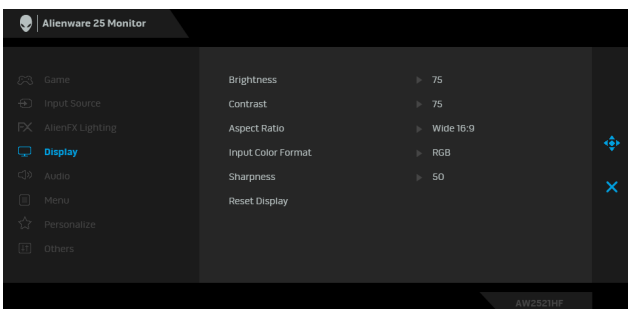 Alienware 25 Monitor
Game
Input Source
AlienFX Lighting
Display
Audio
Menu
Personalize
Others
Brightness 75
Contrast 75
Aspect Ratio Wide 16:9
Input Color Format RGB
Sharpness 50
Reset Display
AW2521HF